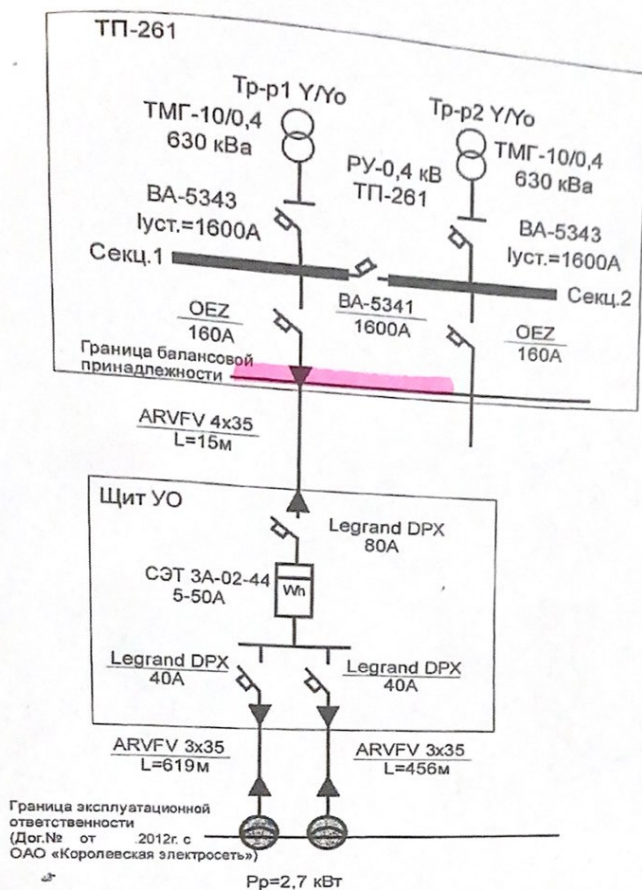 ТП-261
Тр-р1 Y/Yo
ТМГ-10/0,4
630 кВа
Тр-р2 Y/Yo
ТМГ-10/0,4
630 кВа
РУ-0,4 кВ
ТП-261
ВА-5343
Iуст.=1600А
ВА-5343
Iуст.=1600А
Секц.1
Секц.2
ВА-5341
1600А
OEZ
160А
OEZ
160А
Граница балансовой
принадлежности
ARVFV 4x35
L=15м
Щит УО
Legrand DPX
80А
СЭТ 3А-02-44
5-50А
Wh
Legrand DPX
40А
Legrand DPX
40А
ARVFV 3x35
L=619м
ARVFV 3x35
L=456м
Граница эксплуатационной
ответственности
(Дог.№ от .2012г. с
ОАО «Королевская электросеть»)
Рр=2,7 кВт